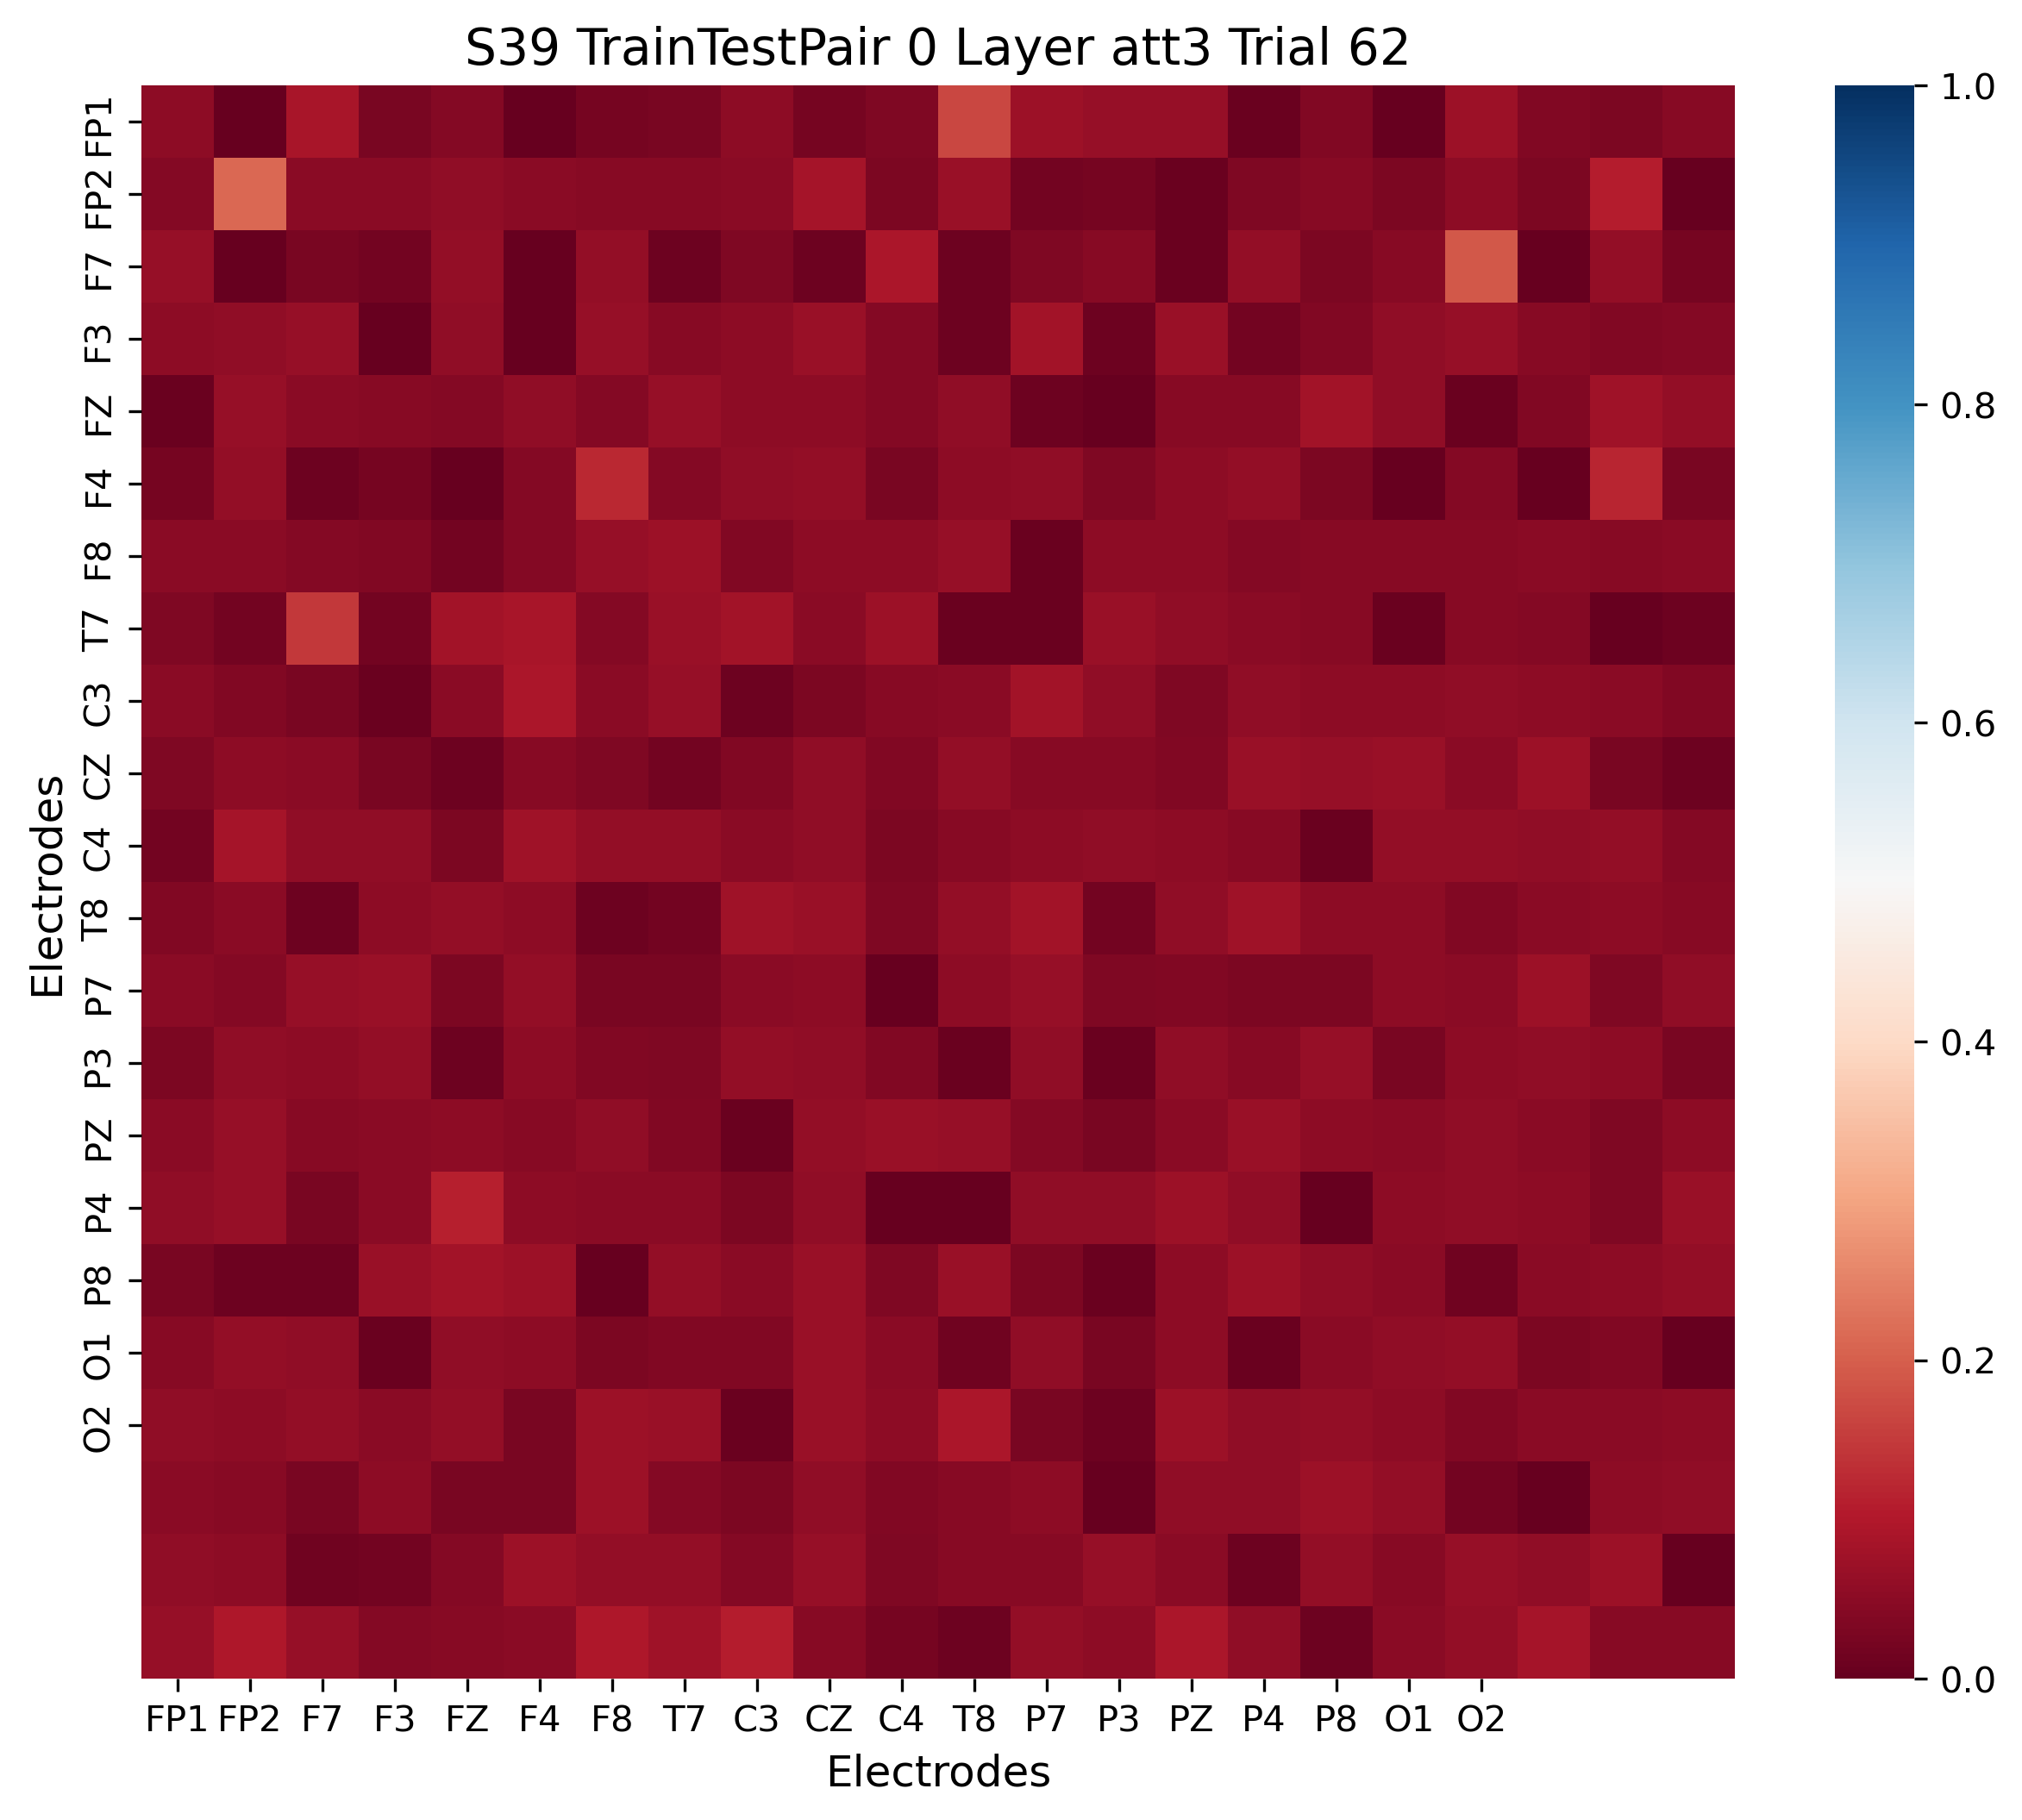 S39 TrainTestPair 0 Layer att3 Trial 62
FP1
FP2
F7
F3
FZ
F4
F8
T7
C3
CZ
C4
T8
P7
P3
PZ
P4
P8
O1
O2
Electrodes
FP1 FP2 F7 F3 FZ F4 F8 T7 C3 CZ C4 T8 P7 P3 PZ P4 P8 O1 O2
Electrodes
1.0
0.8
0.6
0.4
0.2
0.0